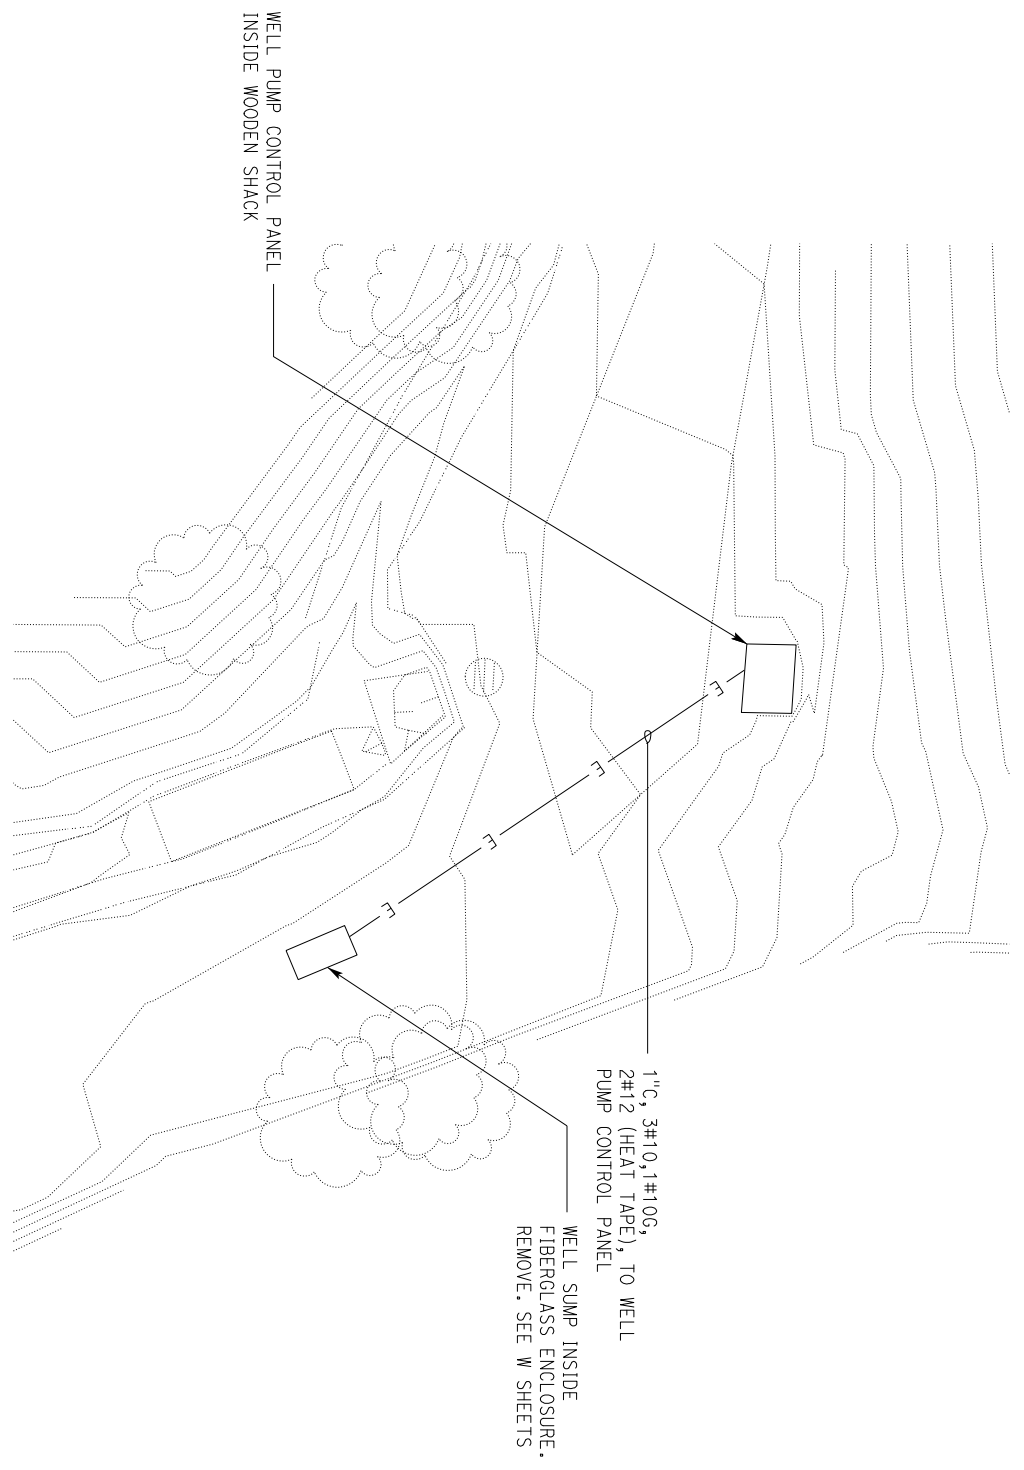 WELL PUMP CONTROL PANEL
INSIDE WOODEN SHACK
E
E
E
E
1"C, 3#10,1#10G,
2#12 (HEAT TAPE), TO WELL
PUMP CONTROL PANEL
WELL SUMP INSIDE
FIBERGLASS ENCLOSURE.
REMOVE. SEE W SHEETS